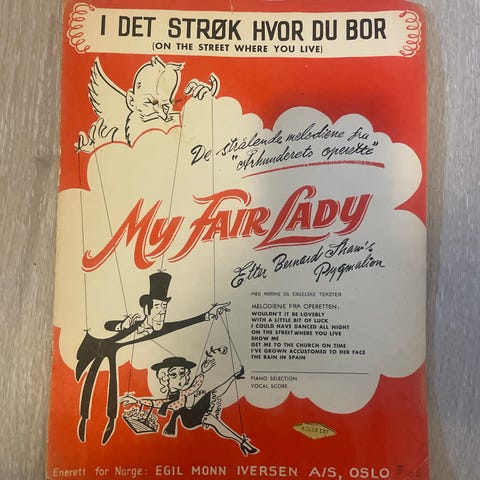 I DET STRØK HVOR DU BOR
(ON THE STREET WHERE YOU LIVE)
De strålende melodiene fra
"Århundrets operette"
MY FAIR LADY
Etter Bernard Shaw's
Pygmalion
MED NORSKE OG ENGELSKE TEKSTER
MELODIENE FRA OPERETTEN:
WOULDN'T IT BE LOVERLY
WITH A LITTLE BIT OF LUCK
I COULD HAVE DANCED ALL NIGHT
ON THE STREET WHERE YOU LIVE
SHOW ME
GET ME TO THE CHURCH ON TIME
I'VE GROWN ACCUSTOMED TO HER FACE
THE RAIN IN SPAIN
PIANO SELECTION
VOCAL SCORE
Enerett for Norge: EGIL MONN IVERSEN A/S, OSLO